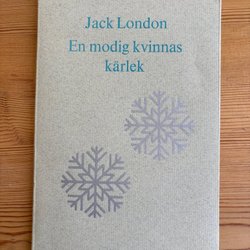 Jack London
En modig kvinnas
kärlek